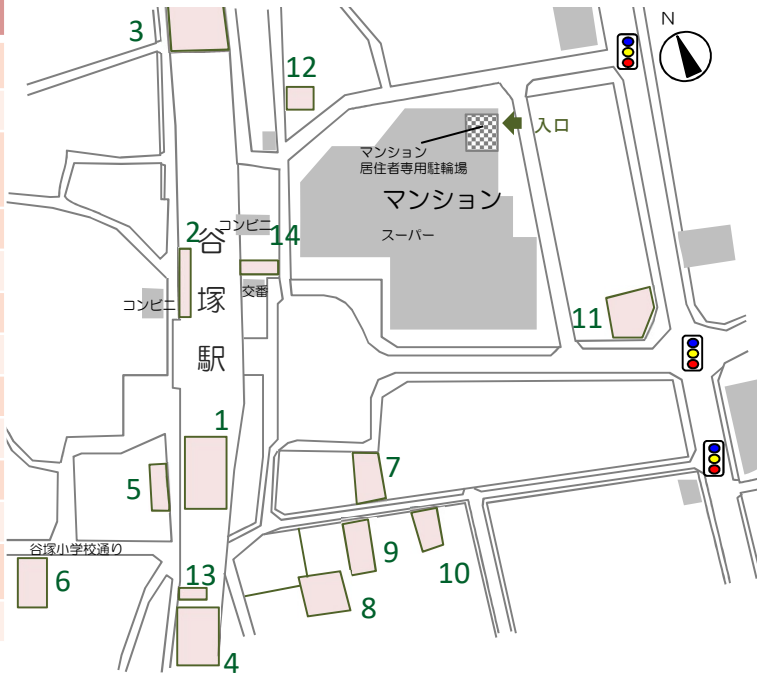 N
3
12
入口
マンション
居住者専用駐輪場
マンション
スーパー
コンビニ
2
14
谷塚駅
コンビニ
交番
11
1
7
5
谷塚小学校通り
6
13
9
10
8
4